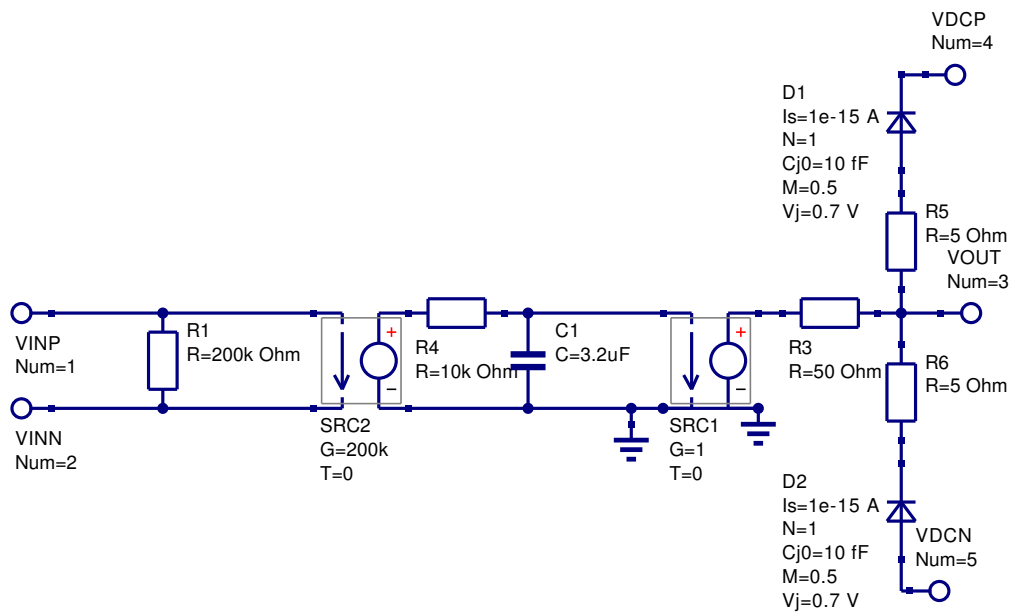 VDCP
Num=4
D1
Is=1e-15 A
N=1
Cj0=10 fF
M=0.5
Vj=0.7 V
R5
R=5 Ohm
VOUT
Num=3
VINP
Num=1
R1
R=200k Ohm
+
−
R4
R=10k Ohm
C1
C=3.2uF
+
−
R3
R=50 Ohm
R6
R=5 Ohm
VINN
Num=2
SRC2
G=200k
T=0
SRC1
G=1
T=0
D2
Is=1e-15 A
N=1
Cj0=10 fF
M=0.5
Vj=0.7 V
VDCN
Num=5